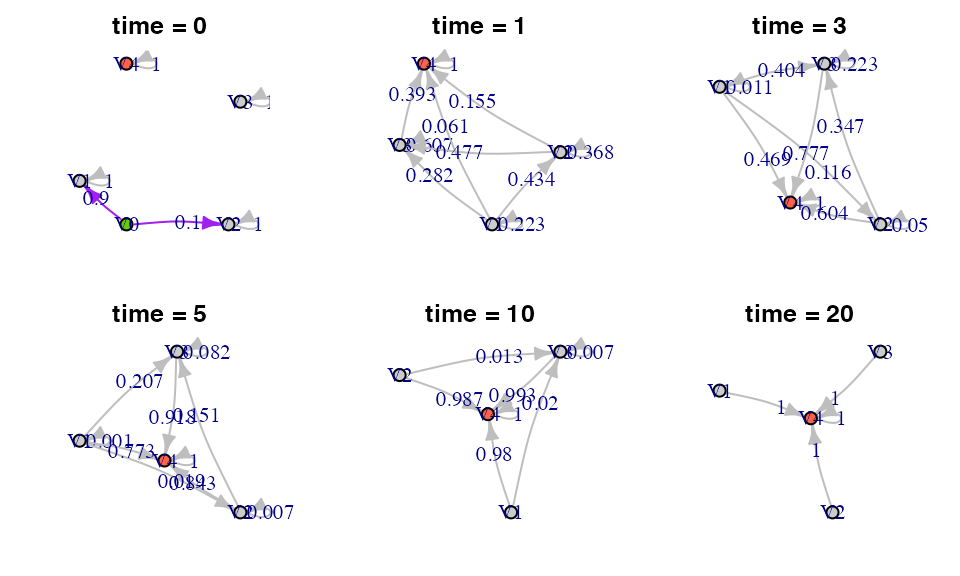 time = 0
V4 1
V3 1
V1 1
0.9
V0
0.1
V2 1
time = 1
V4 1
0.393
0.155
0.061
V3 0.607
0.477
V2 0.368
0.282
0.434
V1 0.223
time = 3
V3 0.223
0.404
V1 0.011
0.347
0.469
0.777
0.116
V4 1
0.604
V2 0.05
time = 5
V3 0.082
0.207
0.918
0.151
V1 0.001
0.773
V4 1
0.019
0.843
V2 0.007
time = 10
V3 0.007
0.013
V2
0.987
0.993
0.02
V4 1
0.98
V1
time = 20
V3
V1
1
1
V4 1
1
V2